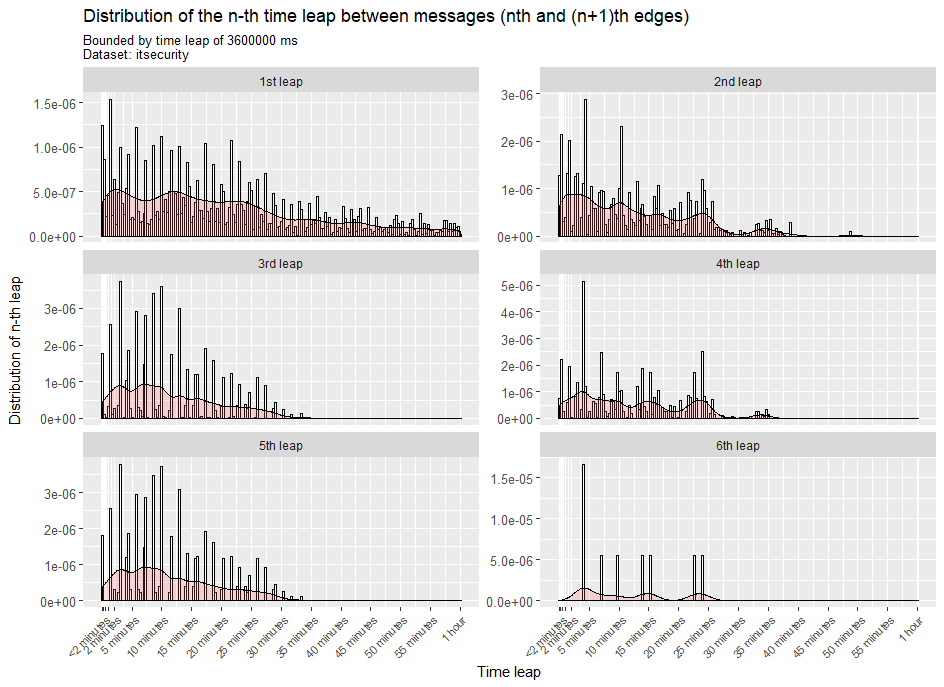 Distribution of the n-th time leap between messages (nth and (n+1)th edges)
Bounded by time leap of 3600000 ms
Dataset: itsecurity
1st leap
2nd leap
1.5e-06
1.0e-06
5.0e-07
0.0e+00
3e-06
2e-06
1e-06
0e+00
3rd leap
4th leap
3e-06
2e-06
1e-06
0e+00
5e-06
4e-06
3e-06
2e-06
1e-06
0e+00
5th leap
6th leap
3e-06
2e-06
1e-06
0e+00
1.5e-05
1.0e-05
5.0e-06
0.0e+00
Distribution of n-th leap
<2 minutes
2 minutes
5 minutes
10 minutes
15 minutes
20 minutes
25 minutes
30 minutes
35 minutes
40 minutes
45 minutes
50 minutes
55 minutes
1 hour
<2 minutes
2 minutes
5 minutes
10 minutes
15 minutes
20 minutes
25 minutes
30 minutes
35 minutes
40 minutes
45 minutes
50 minutes
55 minutes
1 hour
Time leap